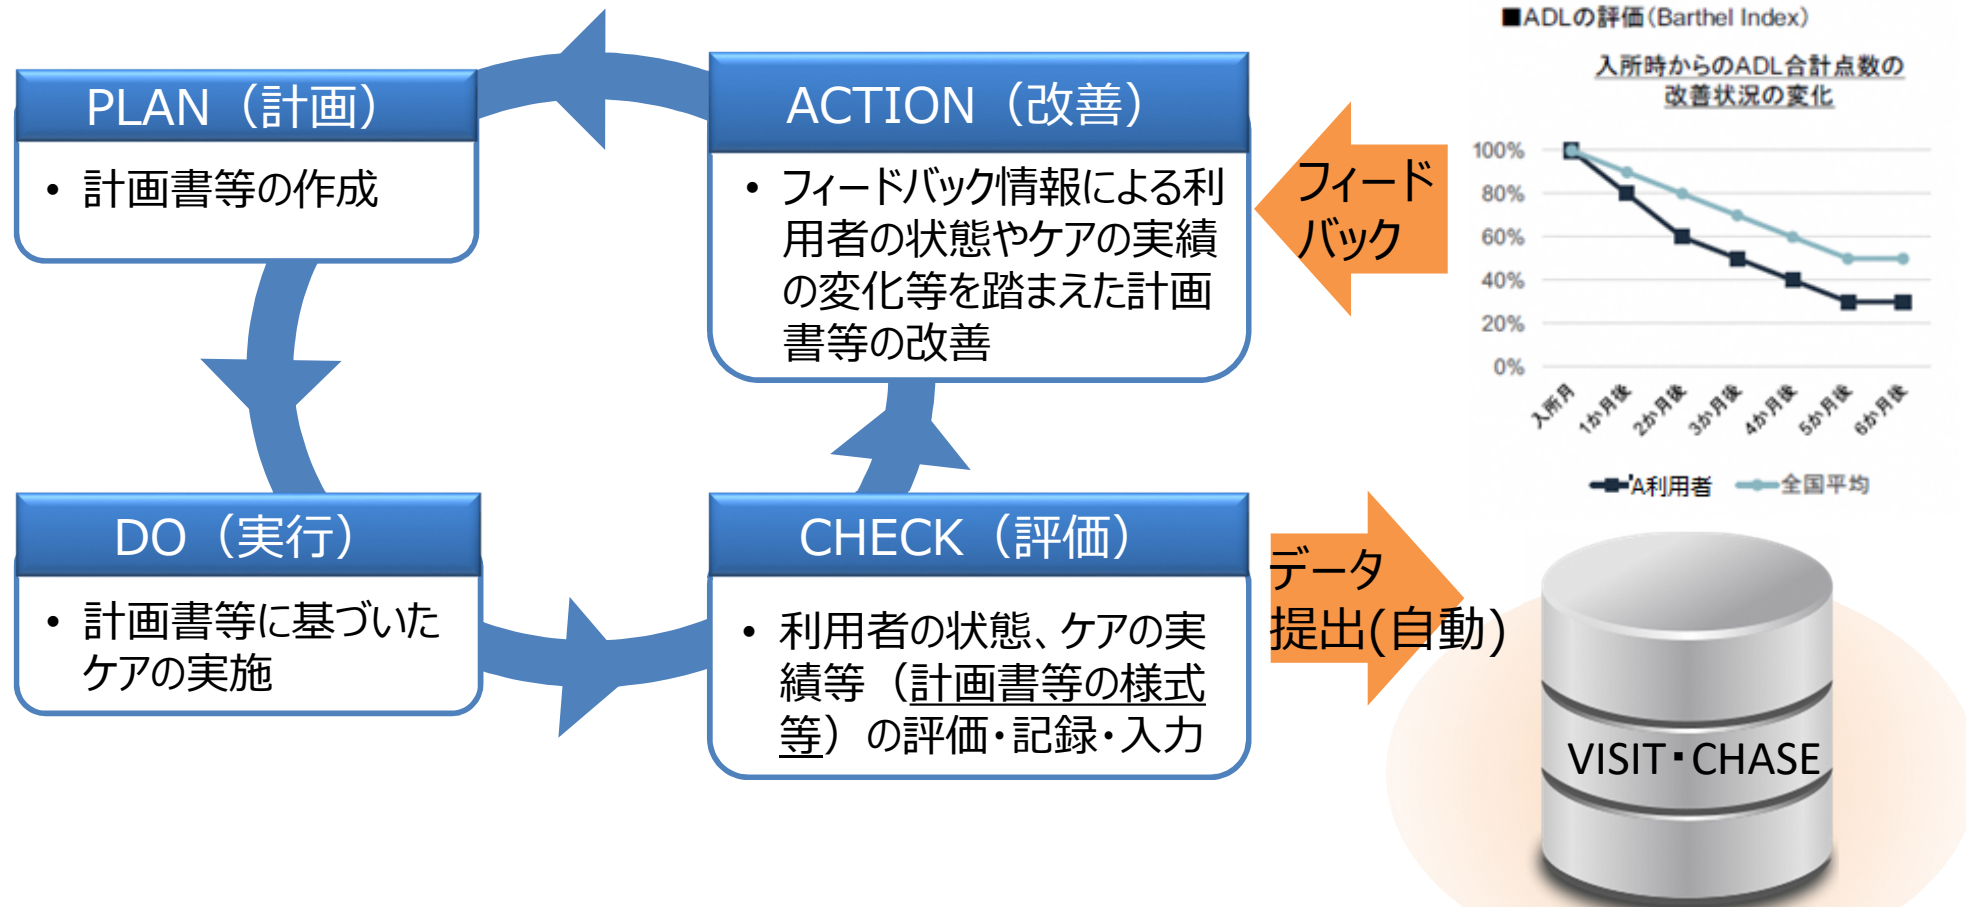 PLAN（計画）
• 計画書等の作成
ACTION（改善）
• フィードバック情報による利
用者の状態やケアの実績
の変化等を踏まえた計画
書等の改善
DO（実行）
• 計画書等に基づいた
ケアの実施
CHECK（評価）
• 利用者の状態、ケアの実
績等（計画書等の様式
等）の評価・記録・入力
フィード
バック
データ
提出(自動)
■ADLの評価（Barthel Index）
入所時からのADL合計点数の
改善状況の変化
100%
80%
60%
40%
20%
0%
入所月
1か月後
2か月後
3か月後
4か月後
5か月後
6か月後
A利用者
全国平均
VISIT・CHASE